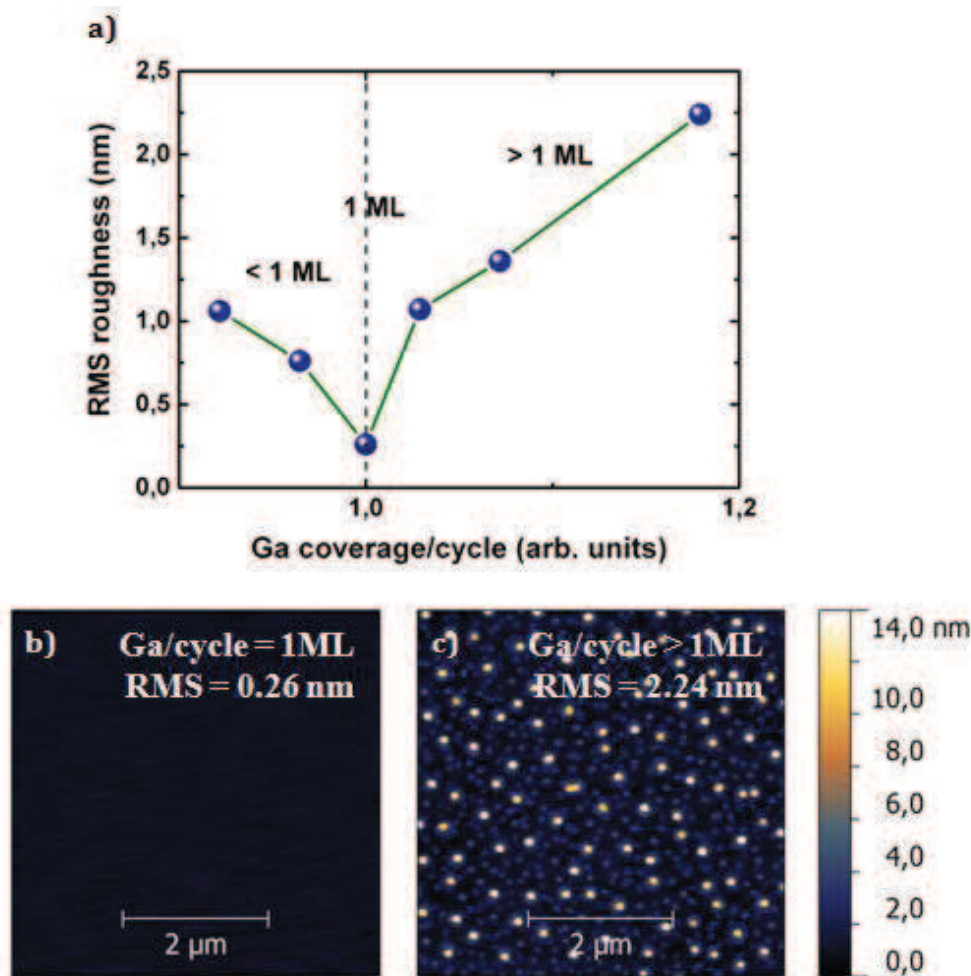 a)
2,5
2,0
1,5
1,0
0,5
0,0
RMS roughness (nm)
> 1 ML
1 ML
< 1 ML
1,0
1,2
Ga coverage/cycle (arb. units)
b)
Ga/cycle = 1ML
RMS = 0.26 nm
2 µm
c)
Ga/cycle > 1ML
RMS = 2.24 nm
2 µm
14,0 nm
10,0
8,0
6,0
4,0
2,0
0,0